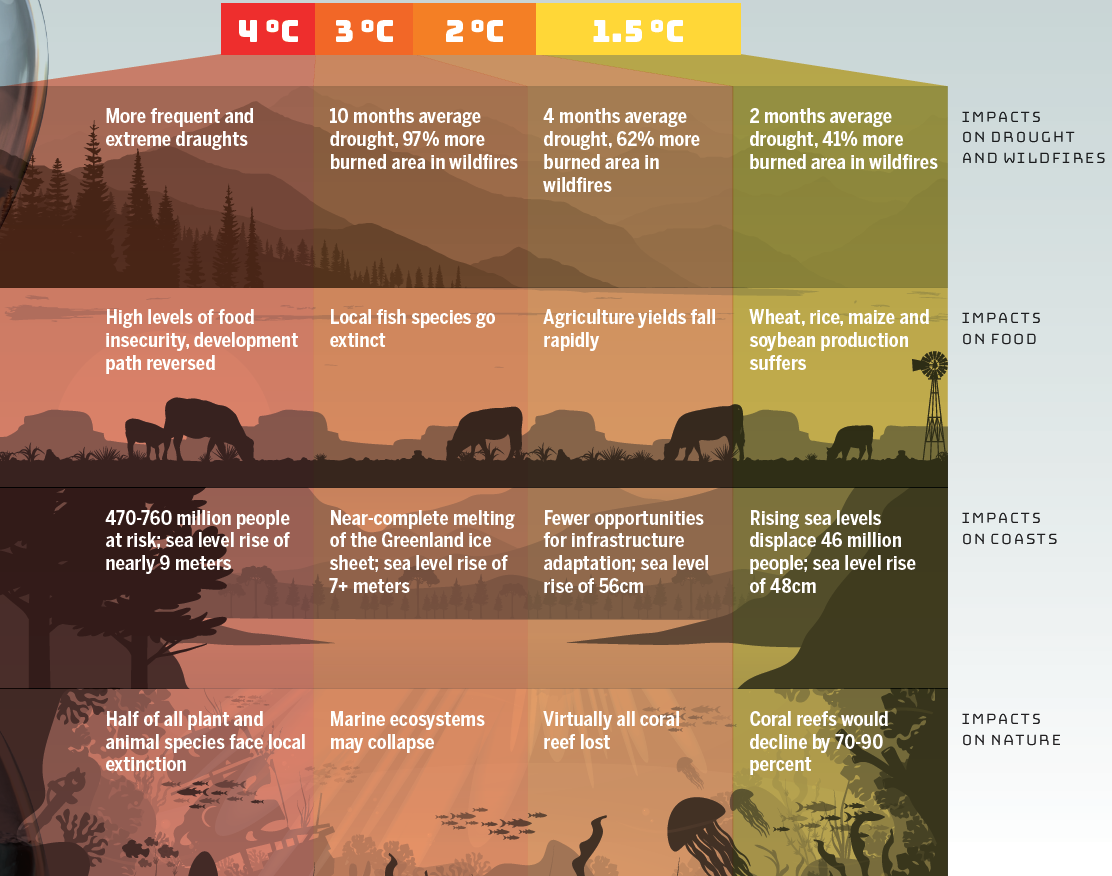 4 °C
3 °C
2 °C
1.5 °C
More frequent and
extreme draughts
10 months average
drought, 97% more
burned area in wildfires
4 months average
drought, 62% more
burned area in
wildfires
2 months average
drought, 41% more
burned area in wildfires
IMPACTS
ON DROUGHT
AND WILDFIRES
High levels of food
insecurity, development
path reversed
Local fish species go
extinct
Agriculture yields fall
rapidly
Wheat, rice, maize and
soybean production
suffers
IMPACTS
ON FOOD
470-760 million people
at risk; sea level rise of
nearly 9 meters
Near-complete melting
of the Greenland ice
sheet; sea level rise of
7+ meters
Fewer opportunities
for infrastructure
adaptation; sea level
rise of 56cm
Rising sea levels
displace 46 million
people; sea level rise
of 48cm
IMPACTS
ON COASTS
Half of all plant and
animal species face local
extinction
Marine ecosystems
may collapse
Virtually all coral
reef lost
Coral reefs would
decline by 70-90
percent
IMPACTS
ON NATURE